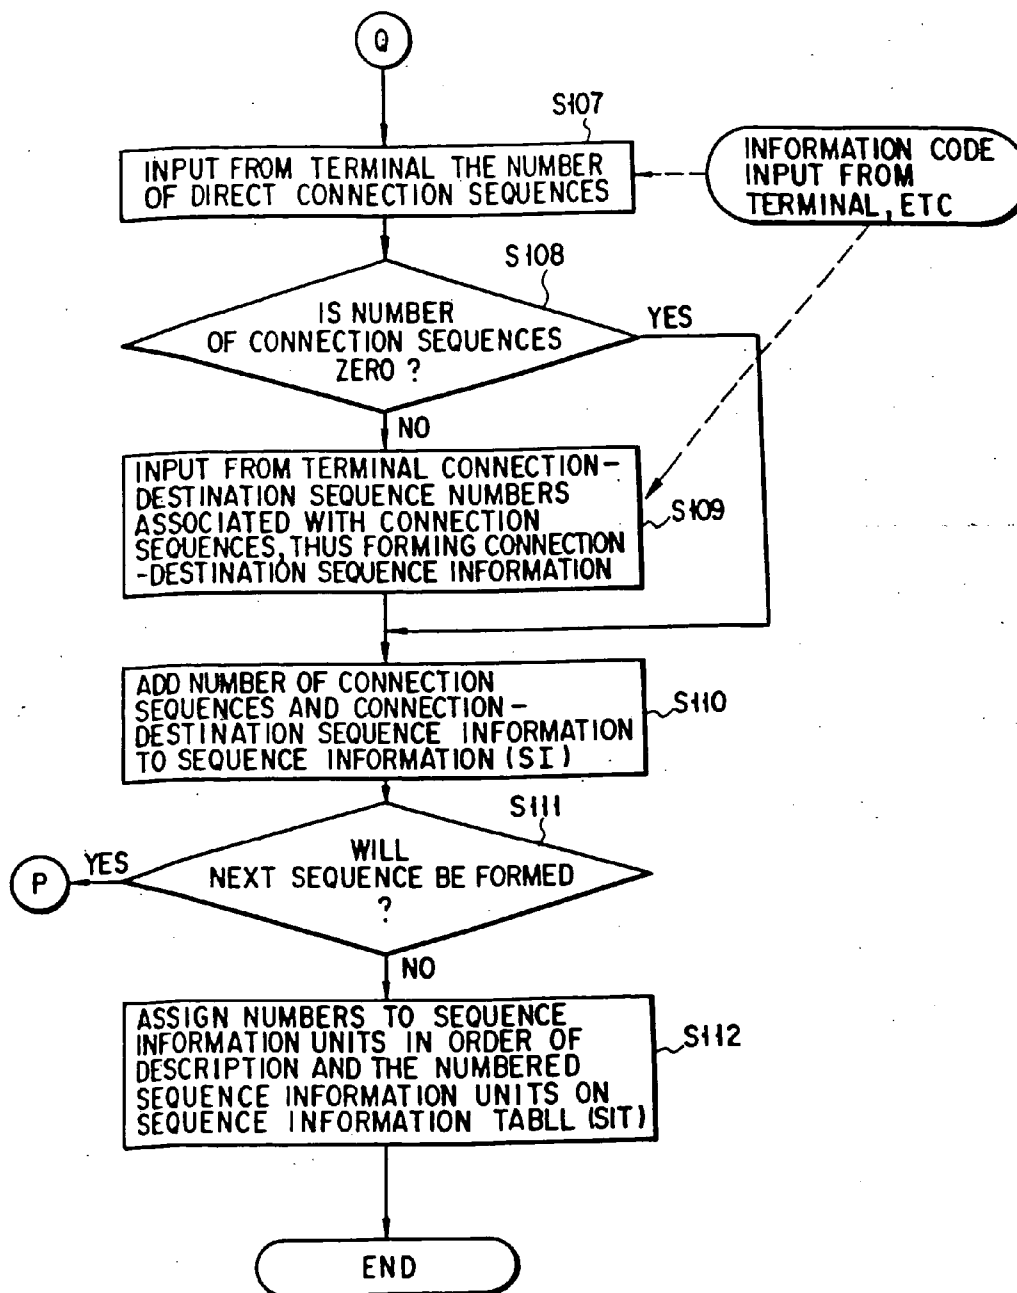 Q
S107
INPUT FROM TERMINAL THE NUMBER
OF DIRECT CONNECTION SEQUENCES
INFORMATION CODE
INPUT FROM
TERMINAL, ETC
S108
IS NUMBER
OF CONNECTION SEQUENCES
ZERO ?
YES
NO
INPUT FROM TERMINAL CONNECTION-
DESTINATION SEQUENCE NUMBERS
ASSOCIATED WITH CONNECTION
SEQUENCES, THUS FORMING CONNECTION
-DESTINATION SEQUENCE INFORMATION
S109
ADD NUMBER OF CONNECTION
SEQUENCES AND CONNECTION-
DESTINATION SEQUENCE INFORMATION
TO SEQUENCE INFORMATION (SI)
S110
S111
WILL
NEXT SEQUENCE BE FORMED
?
YES
P
NO
ASSIGN NUMBERS TO SEQUENCE
INFORMATION UNITS IN ORDER OF
DESCRIPTION AND THE NUMBERED
SEQUENCE INFORMATION UNITS ON
SEQUENCE INFORMATION TABLL (SIT)
S112
END